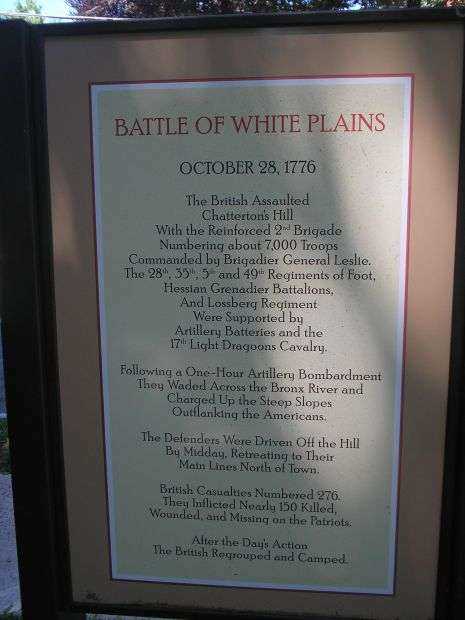 BATTLE OF WHITE PLAINS
OCTOBER 28, 1776
The British Assaulted
Chatterton's Hill
With the Reinforced 2nd Brigade
Numbering about 7,000 Troops
Commanded by Brigadier General Leslie.
The 28th, 35th, 5th and 49th Regiments of Foot,
Hessian Grenadier Battalions,
And Lossberg Regiment
Were Supported by
Artillery Batteries and the
17th Light Dragoons Cavalry.
Following a One-Hour Artillery Bombardment
They Waded Across the Bronx River and
Charged Up the Steep Slopes
Outflanking the Americans.
The Defenders Were Driven Off the Hill
By Midday, Retreating to Their
Main Lines North of Town.
British Casualties Numbered 276.
They Inflicted Nearly 150 Killed,
Wounded, and Missing on the Patriots.
After the Day's Action
The British Regrouped and Camped.